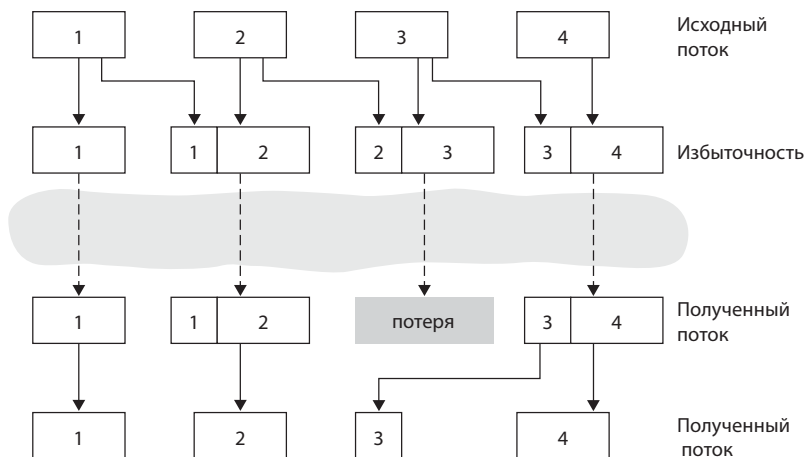 1 2 3 4 Исходный
поток
1 1 2 2 3 3 4 Избыточность
1 1 2 потеря 3 4 Полученный
поток
1 2 3 4 Полученный
поток